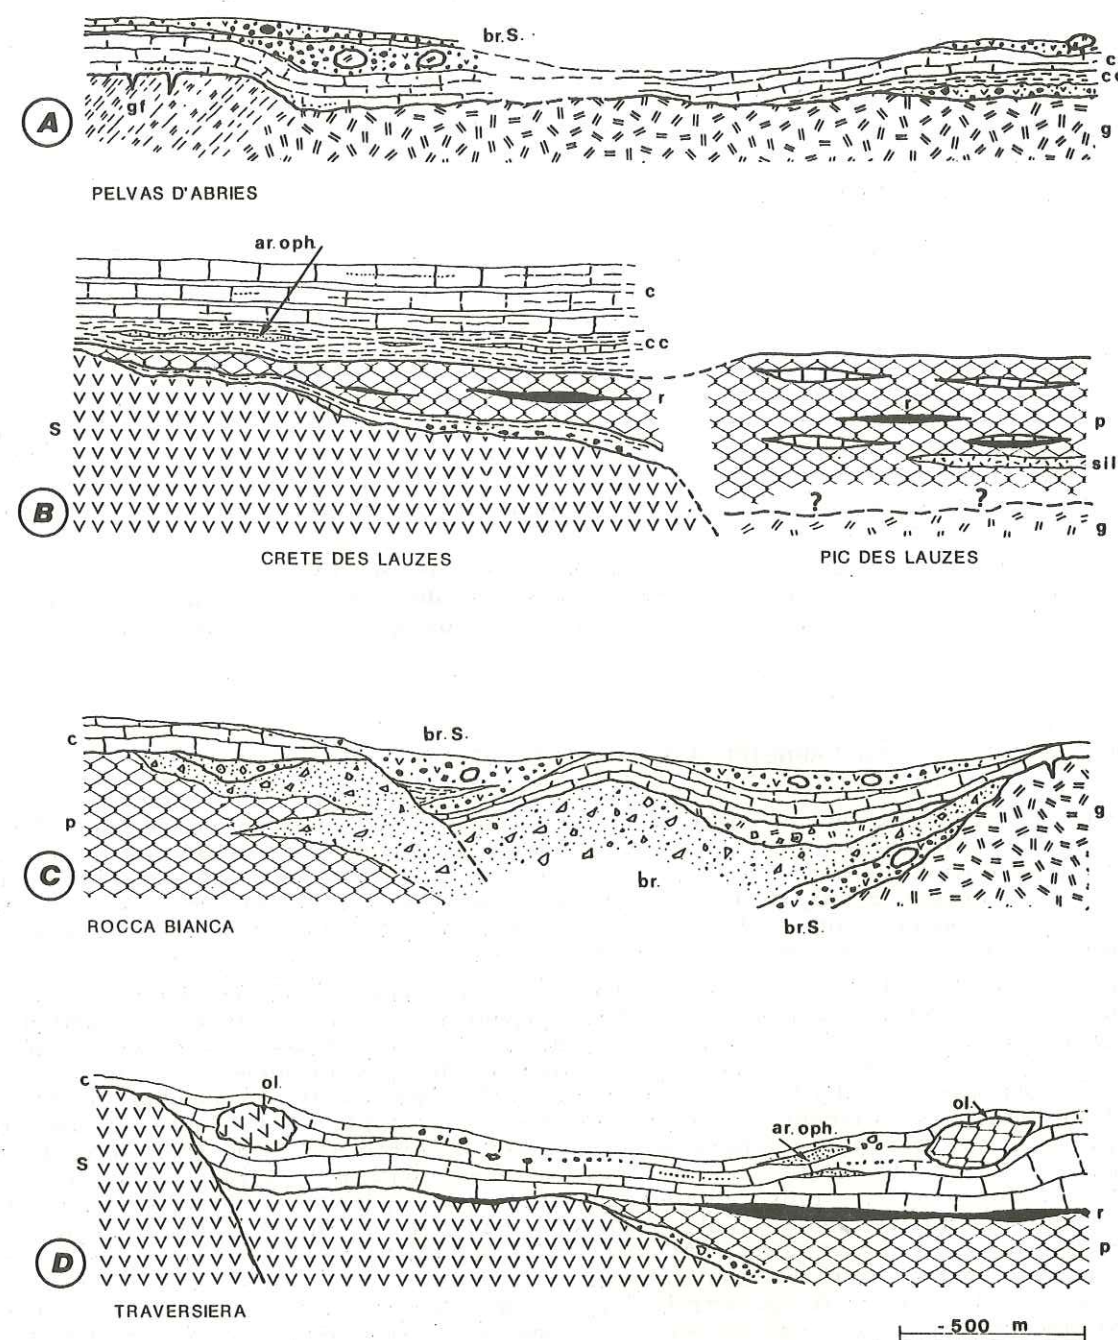 br.S.
c
cc
gf
g
A
PELVAS D'ABRIES
ar.oph.
c
cc
r
r
p
S
sil
? ?
B
g
CRETE DES LAUZES
PIC DES LAUZES
br.S.
c
p
g
C
br.
ROCCA BIANCA
br.S.
c
ol.
ol.
ar.oph.
S
r
p
D
TRAVERSIERA
-500 m